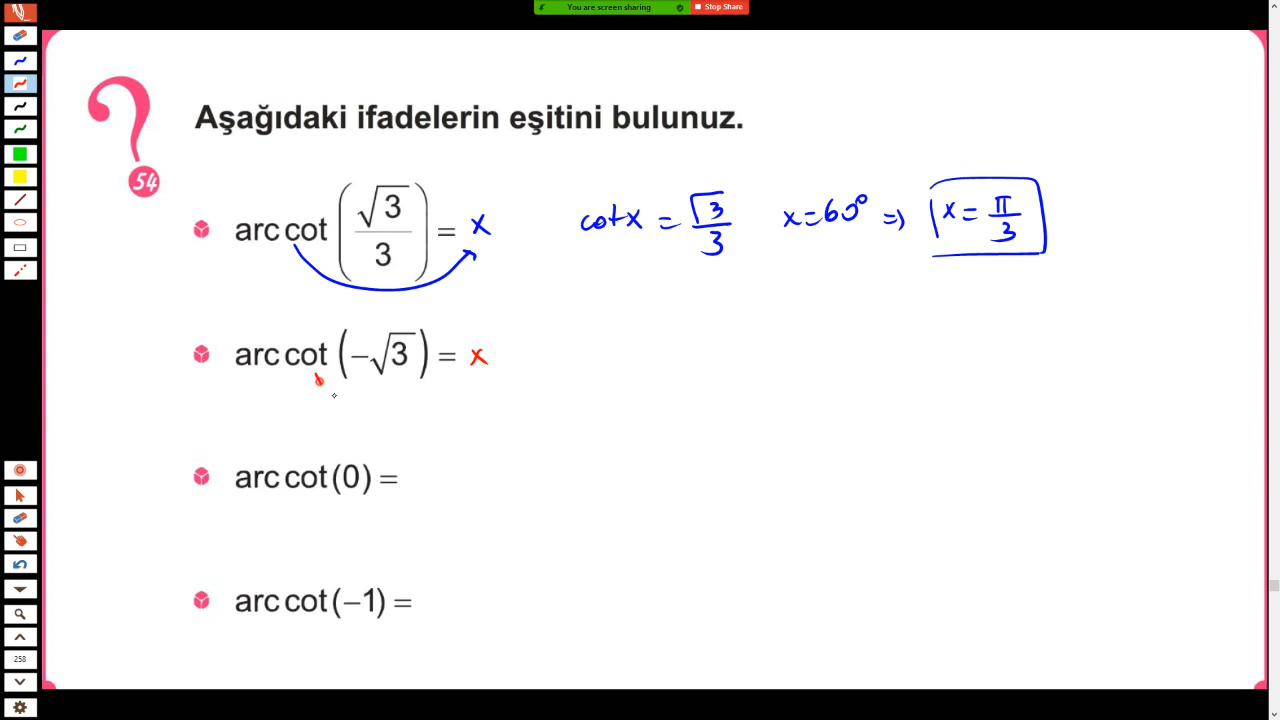 You are screen sharing Stop Share
Aşağıdaki ifadelerin eşitini bulunuz.
54
arc cot (√3/3) = x cot x = √3/3 x = 60° ⇒ x = π/3
arc cot (−√3) = x
arc cot (0) =
arc cot (−1) =
258